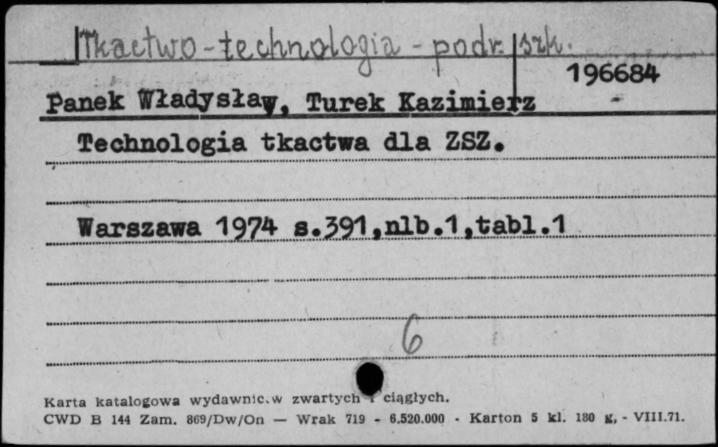 Tkactwo - technologia - podr. szk.
196684
Panek Władysław, Turek Kazimierz
Technologia tkactwa dla ZSZ.
Warszawa 1974 s.391,nlb.1,tabl.1
6
Karta katalogowa wydawnic.w zwartych i ciągłych.
CWD B 144 Zam. 869/Dw/On — Wrak 719 - 6.520.000 - Karton 5 kl. 180 g. - VIII.71.